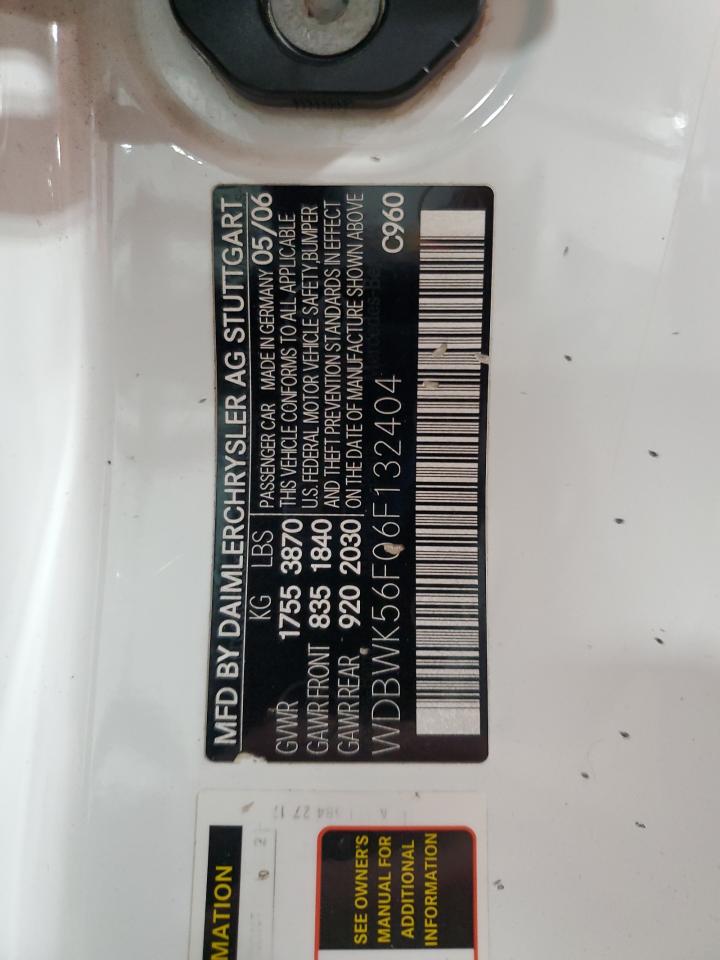 MFD BY DAIMLERCHRYSLER AG STUTTGART
KG LBS
GVWR 1755 3870
GAWR FRONT 835 1840
GAWR REAR 920 2030
PASSENGER CAR MADE IN GERMANY 05/06
THIS VEHICLE CONFORMS TO ALL APPLICABLE
U.S. FEDERAL MOTOR VEHICLE SAFETY,BUMPER
AND THEFT PREVENTION STANDARDS IN EFFECT
ON THE DATE OF MANUFACTURE SHOWN ABOVE
WDBWK56F06F132404 C960
MATION
SEE OWNER'S
MANUAL FOR
ADDITIONAL
INFORMATION